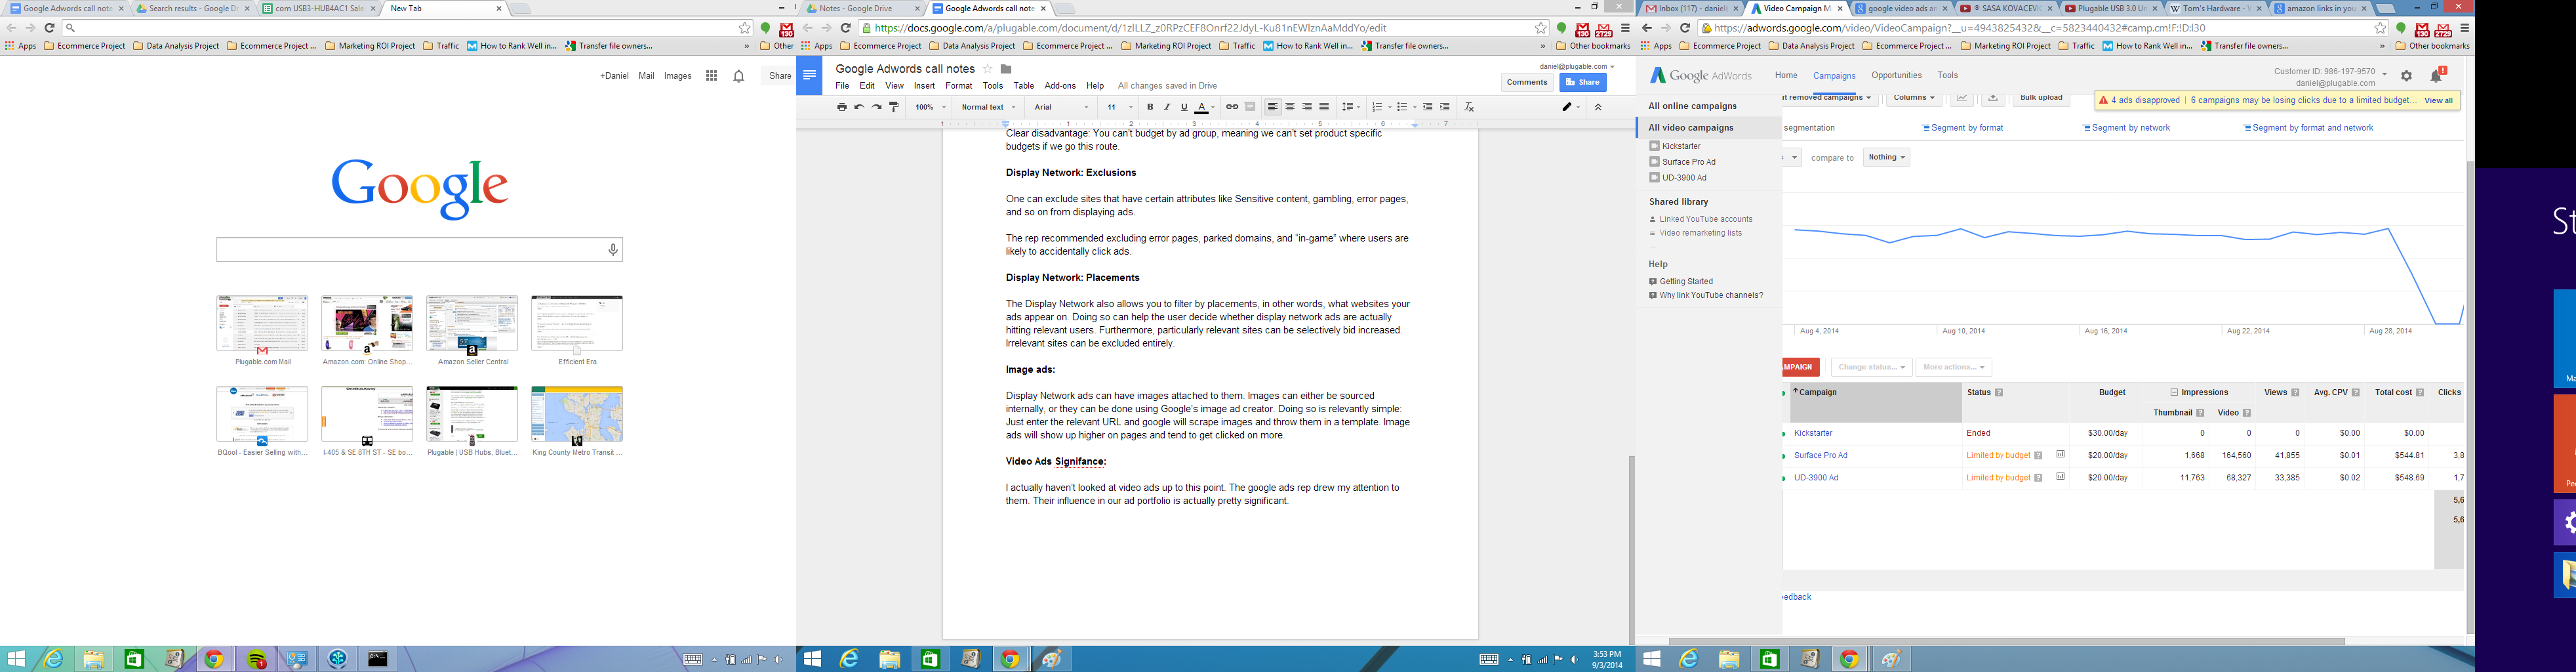 Google Adwords call note
Search results - Google D
com USB3-HUB4AC1 Sale
New Tab
Apps
Ecommerce Project
Data Analysis Project
Ecommerce Project ...
Marketing ROI Project
Traffic
How to Rank Well in...
Transfer file owners...
»
Other
+Daniel
Mail
Images
Share
Google
Plugable.com Mail
Amazon.com: Online Shop...
Amazon Seller Central
Efficient Era
BQool - Easier Selling with...
I-405 & SE 8TH ST - SE bo...
Plugable | USB Hubs, Bluet...
King County Metro Transit ...
Notes - Google Drive
Google Adwords call note
https://docs.google.com/a/plugable.com/document/d/1zlLLZ_z0RPzCEF8Onrf22JdyL-Ku81nEWlznAaMddYo/edit
Apps
Ecommerce Project
Data Analysis Project
Ecommerce Project ...
Marketing ROI Project
Traffic
How to Rank Well in...
Transfer file owners...
»
Other bookmarks
Google Adwords call notes
daniel@plugable.com
File Edit View Insert Format Tools Table Add-ons Help
All changes saved in Drive
Comments
Share
100%
Normal text
Arial
11
B I U A
Clear disadvantage: You can't budget by ad group, meaning we can't set product specific
budgets if we go this route.
Display Network: Exclusions
One can exclude sites that have certain attributes like Sensitive content, gambling, error pages,
and so on from displaying ads.
The rep recommended excluding error pages, parked domains, and "in-game" where users are
likely to accidentally click ads.
Display Network: Placements
The Display Network also allows you to filter by placements, in other words, what websites your
ads appear on. Doing so can help the user decide whether display network ads are actually
hitting relevant users. Furthermore, particularly relevant sites can be selectively bid increased.
Irrelevant sites can be excluded entirely.
Image ads:
Display Network ads can have images attached to them. Images can either be sourced
internally, or they can be done using Google's image ad creator. Doing so is relevantly simple:
Just enter the relevant URL and google will scrape images and throw them in a template. Image
ads will show up higher on pages and tend to get clicked on more.
Video Ads Signifance:
I actually haven't looked at video ads up to this point. The google ads rep drew my attention to
them. Their influence in our ad portfolio is actually pretty significant.
3:53 PM
9/3/2014
Inbox (117) - daniel@
Video Campaign M
google video ads an
® SASA KOVACEVIC
Plugable USB 3.0 Un
Tom's Hardware - W
amazon links in you
https://adwords.google.com/video/VideoCampaign?__u=4943825432&__c=5823440432#camp.cm!F:!D:l30
Apps
Ecommerce Project
Data Analysis Project
Ecommerce Project ...
Marketing ROI Project
Traffic
How to Rank Well in...
Transfer file owners...
»
Other bookmarks
Google AdWords
Home
Campaigns
Opportunities
Tools
Customer ID: 986-197-9570
daniel@plugable.com
4 ads disapproved | 6 campaigns may be losing clicks due to a limited budget... View all
All online campaigns
All video campaigns
Kickstarter
Surface Pro Ad
UD-3900 Ad
Shared library
Linked YouTube accounts
Video remarketing lists
Help
Getting Started
Why link YouTube channels?
t removed campaigns
Columns
Bulk upload
segmentation
Segment by format
Segment by network
Segment by format and network
compare to
Nothing
Aug 4, 2014
Aug 10, 2014
Aug 16, 2014
Aug 22, 2014
Aug 28, 2014
AMPAIGN
Change status...
More actions...
Campaign Status Budget Impressions Views Avg. CPV Total cost Clicks
Thumbnail Video
Kickstarter Ended $30.00/day 0 0 0 $0.00 $0.00
Surface Pro Ad Limited by budget $20.00/day 1,668 164,560 41,855 $0.01 $544.81 3,8
UD-3900 Ad Limited by budget $20.00/day 11,763 68,327 33,385 $0.02 $548.69 1,7
5,6
5,6
eedback
St
Ma
Peo